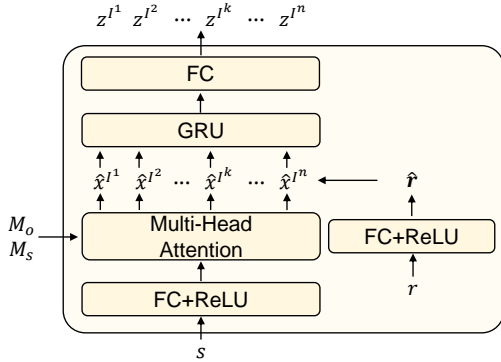 z^{I^1} z^{I^2} ⋯ z^{I^k} ⋯ z^{I^n}
FC
GRU
x̂^{I^1} x̂^{I^2} ⋯ x̂^{I^k} ⋯ x̂^{I^n}
r̂
M_o
M_s
Multi-Head
Attention
FC+ReLU
r
FC+ReLU
s